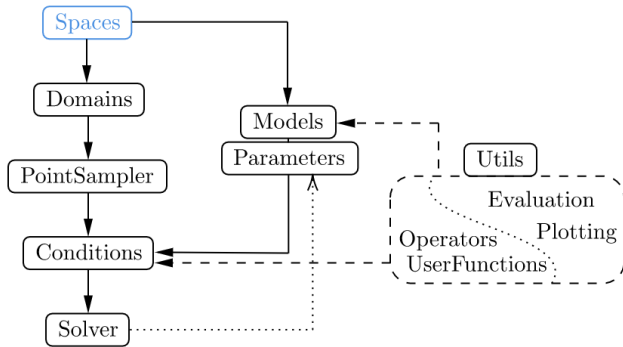 Spaces
Domains
Models
Parameters
PointSampler
Utils
Evaluation
Plotting
Operators
UserFunctions
Conditions
Solver